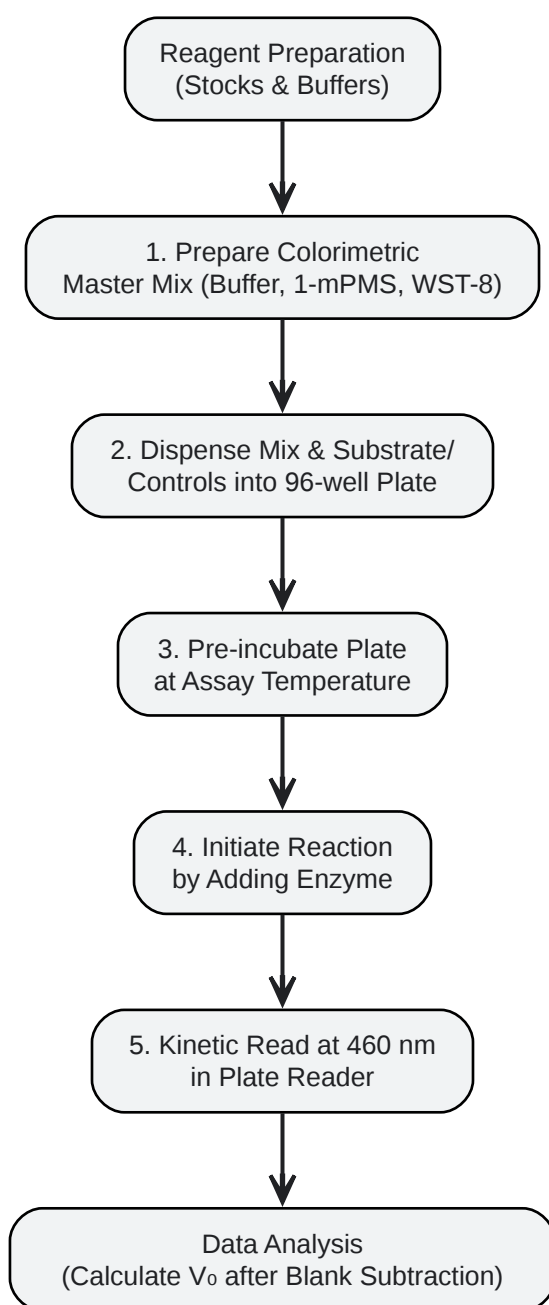 Reagent Preparation
(Stocks & Buffers)
1. Prepare Colorimetric
Master Mix (Buffer, 1-mPMS, WST-8)
2. Dispense Mix & Substrate/
Controls into 96-well Plate
3. Pre-incubate Plate
at Assay Temperature
4. Initiate Reaction
by Adding Enzyme
5. Kinetic Read at 460 nm
in Plate Reader
Data Analysis
(Calculate V₀ after Blank Subtraction)